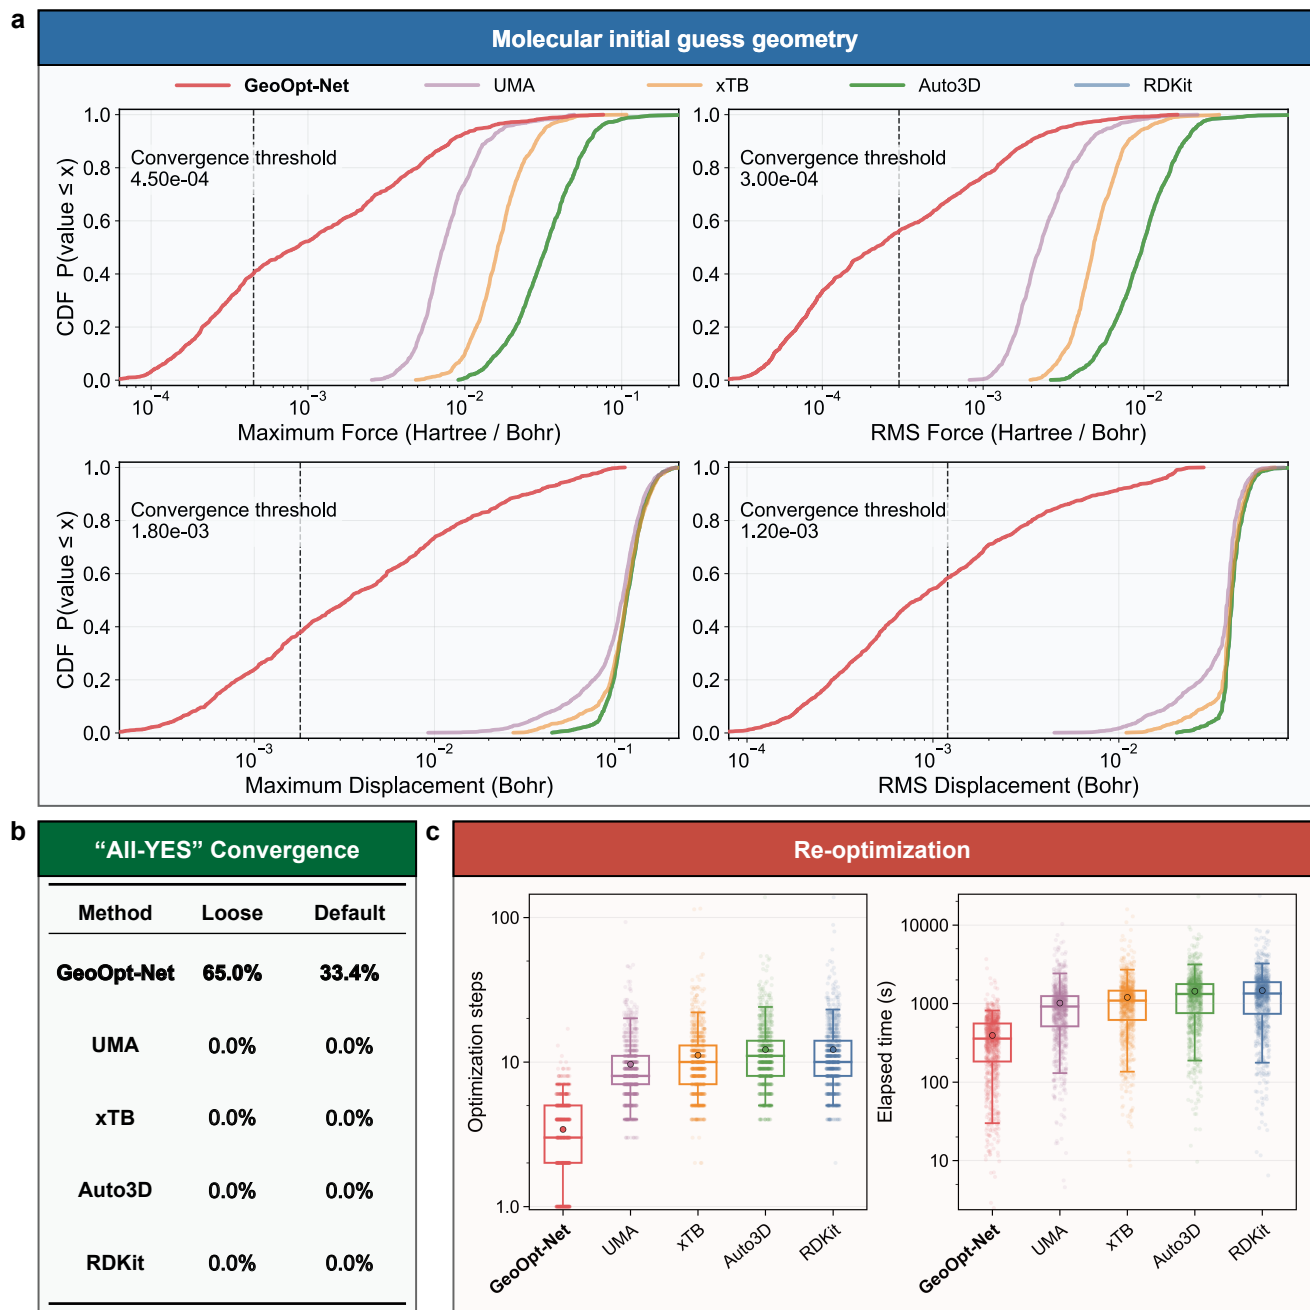 a
Molecular initial guess geometry
GeoOpt-Net UMA xTB Auto3D RDKit
CDF P(value ≤ x)
1.0
0.8
0.6
0.4
0.2
0.0
Convergence threshold
4.50e-04
10⁻⁴ 10⁻³ 10⁻² 10⁻¹
Maximum Force (Hartree / Bohr)
1.0
0.8
0.6
0.4
0.2
0.0
Convergence threshold
3.00e-04
10⁻⁴ 10⁻³ 10⁻²
RMS Force (Hartree / Bohr)
CDF P(value ≤ x)
1.0
0.8
0.6
0.4
0.2
0.0
Convergence threshold
1.80e-03
10⁻³ 10⁻² 10⁻¹
Maximum Displacement (Bohr)
1.0
0.8
0.6
0.4
0.2
0.0
Convergence threshold
1.20e-03
10⁻⁴ 10⁻³ 10⁻²
RMS Displacement (Bohr)
b
“All-YES” Convergence
Method Loose Default
GeoOpt-Net 65.0% 33.4%
UMA 0.0% 0.0%
xTB 0.0% 0.0%
Auto3D 0.0% 0.0%
RDKit 0.0% 0.0%
c
Re-optimization
Optimization steps
100
10
1.0
GeoOpt-Net UMA xTB Auto3D RDKit
Elapsed time (s)
10000
1000
100
10
GeoOpt-Net UMA xTB Auto3D RDKit